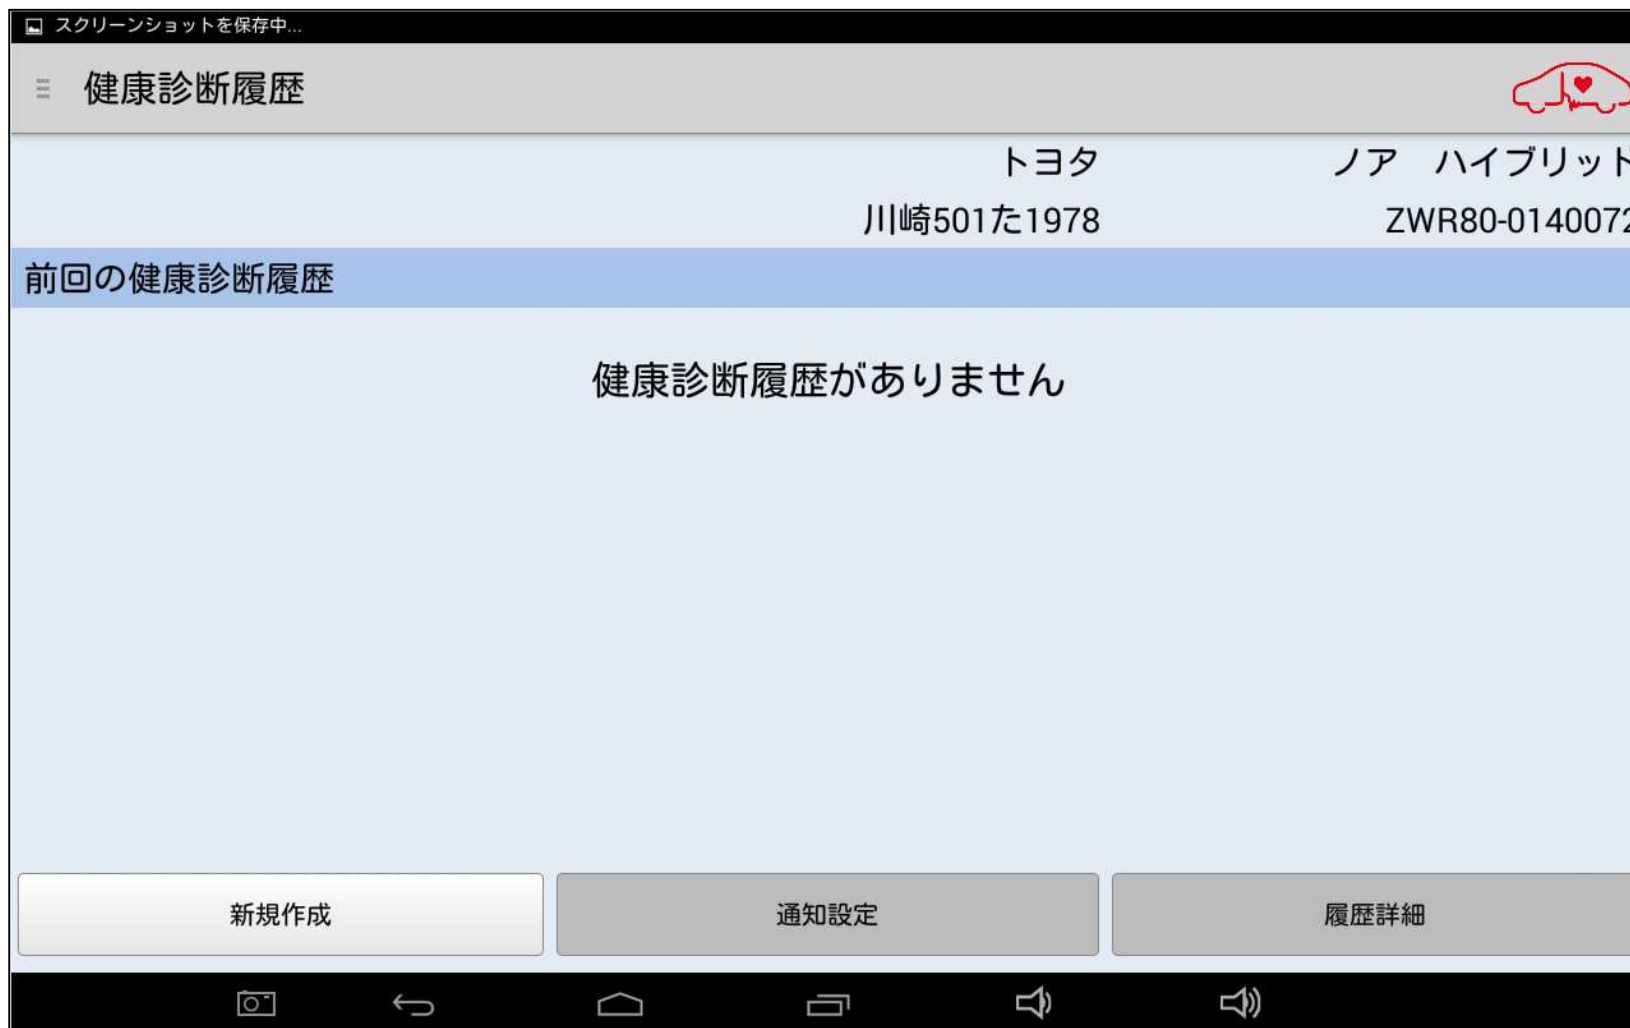 スクリーンショットを保存中...
健康診断履歴
トヨタ ノア　ハイブリッド
川崎501た1978 ZWR80-0140072
前回の健康診断履歴
健康診断履歴がありません
新規作成 通知設定 履歴詳細